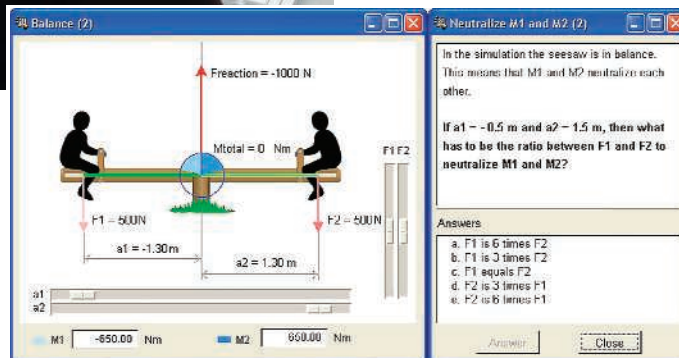 Balance (2)
Freaction = -1000 N
Mtotal = 0 Nm
F1 F2
F1 = 500N
F2 = 500N
a1 = -1.30 m
a2 = 1.30 m
a1
a2
M1 -650.00 Nm M2 650.00 Nm
Neutralize M1 and M2 (2)
In the simulation the seesaw is in balance.
This means that M1 and M2 neutralize each
other.
If a1 = -0.5 m and a2 = 1.5 m, then what
has to be the ratio between F1 and F2 to
neutralize M1 and M2?
Answers
a. F1 is 6 times F2
b. F1 is 3 times F2
c. F1 equals F2
d. F2 is 3 times F1
e. F2 is 6 times F1
Answer Close